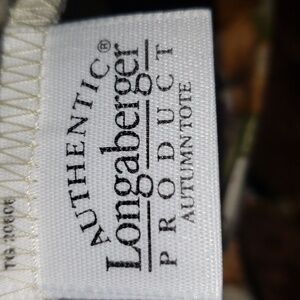 AUTHENTIC®
Longaberger
PRODUCT
AUTUMN TOTE